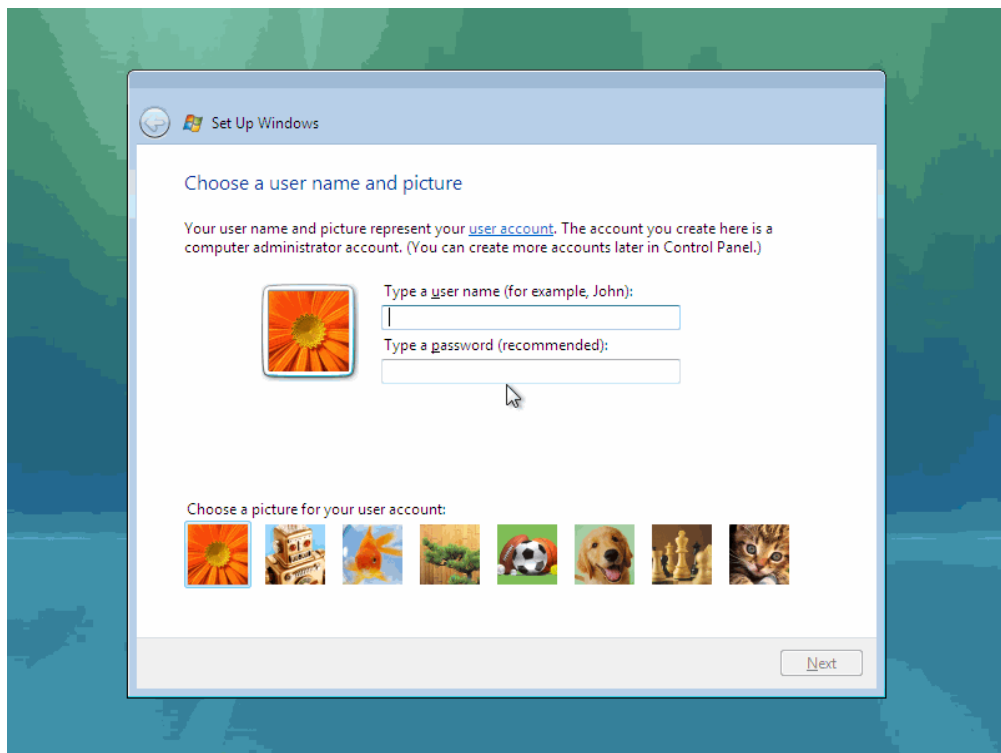 Set Up Windows
Choose a user name and picture
Your user name and picture represent your user account. The account you create here is a
computer administrator account. (You can create more accounts later in Control Panel.)
Type a user name (for example, John):
Type a password (recommended):
Choose a picture for your user account:
Next